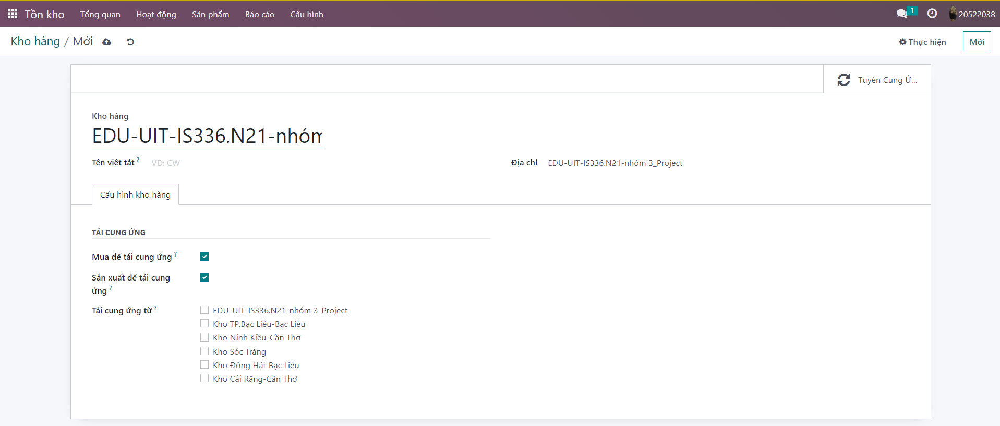 Tồn kho Tổng quan Hoạt động Sản phẩm Báo cáo Cấu hình 1 20522038
Kho hàng / Mới Thực hiện Mới
Tuyến Cung Ứ...
Kho hàng
EDU-UIT-IS336.N21-nhóm
Tên viêt tắt ? VD: CW Địa chỉ EDU-UIT-IS336.N21-nhóm 3_Project
Cấu hình kho hàng
TÁI CUNG ỨNG
Mua để tái cung ứng ?
Sản xuất để tái cung
ứng ?
Tái cung ứng từ ? EDU-UIT-IS336.N21-nhóm 3_Project
Kho TP.Bạc Liêu-Bạc Liêu
Kho Ninh Kiều-Cần Thơ
Kho Sóc Trăng
Kho Đông Hải-Bạc Liêu
Kho Cái Răng-Cần Thơ